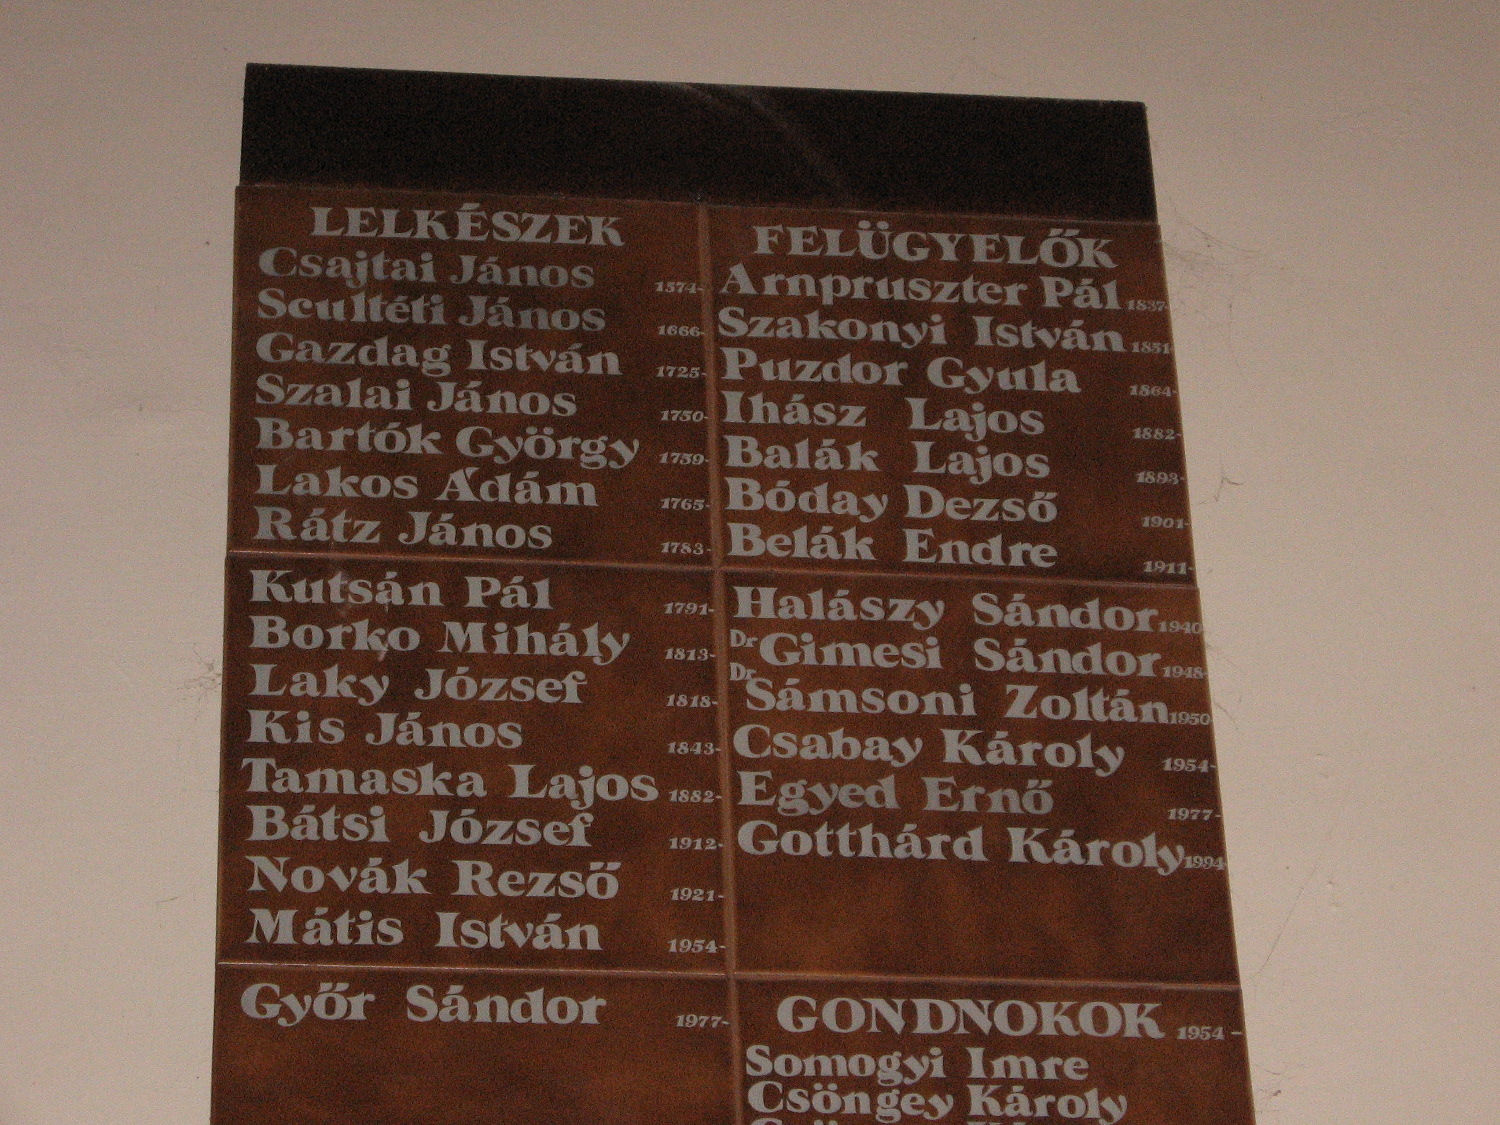 LELKÉSZEK
Csajtai János 1574-
Scultéti János 1666-
Gazdag István 1725-
Szalai János 1750-
Bartók György 1759-
Lakos Ádám 1765-
Rátz János 1783-
Kutsán Pál 1791-
Borko Mihály 1813-
Laky József 1818-
Kis János 1843-
Tamaska Lajos 1882-
Bátsi József 1912-
Novák Rezső 1921-
Mátis István 1954-
Győr Sándor 1977-
FELÜGYELŐK
Arnpruszter Pál 1837-
Szakonyi István 1851-
Puzdor Gyula 1864-
Ihász Lajos 1882-
Balák Lajos 1893-
Bóday Dezső 1901-
Belák Endre 1911-
Halászy Sándor 1940-
Dr Gimesi Sándor 1948-
Dr. Sámsoni Zoltán 1950-
Csabay Károly 1954-
Egyed Ernő 1977-
Gotthárd Károly 1994-
GONDNOKOK 1954-
Somogyi Imre
Csöngey Károly